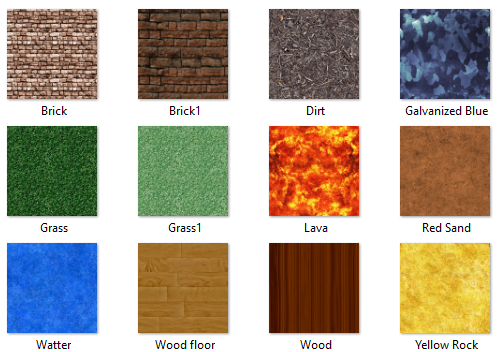 Brick
Brick1
Dirt
Galvanized Blue
Grass
Grass1
Lava
Red Sand
Watter
Wood floor
Wood
Yellow Rock